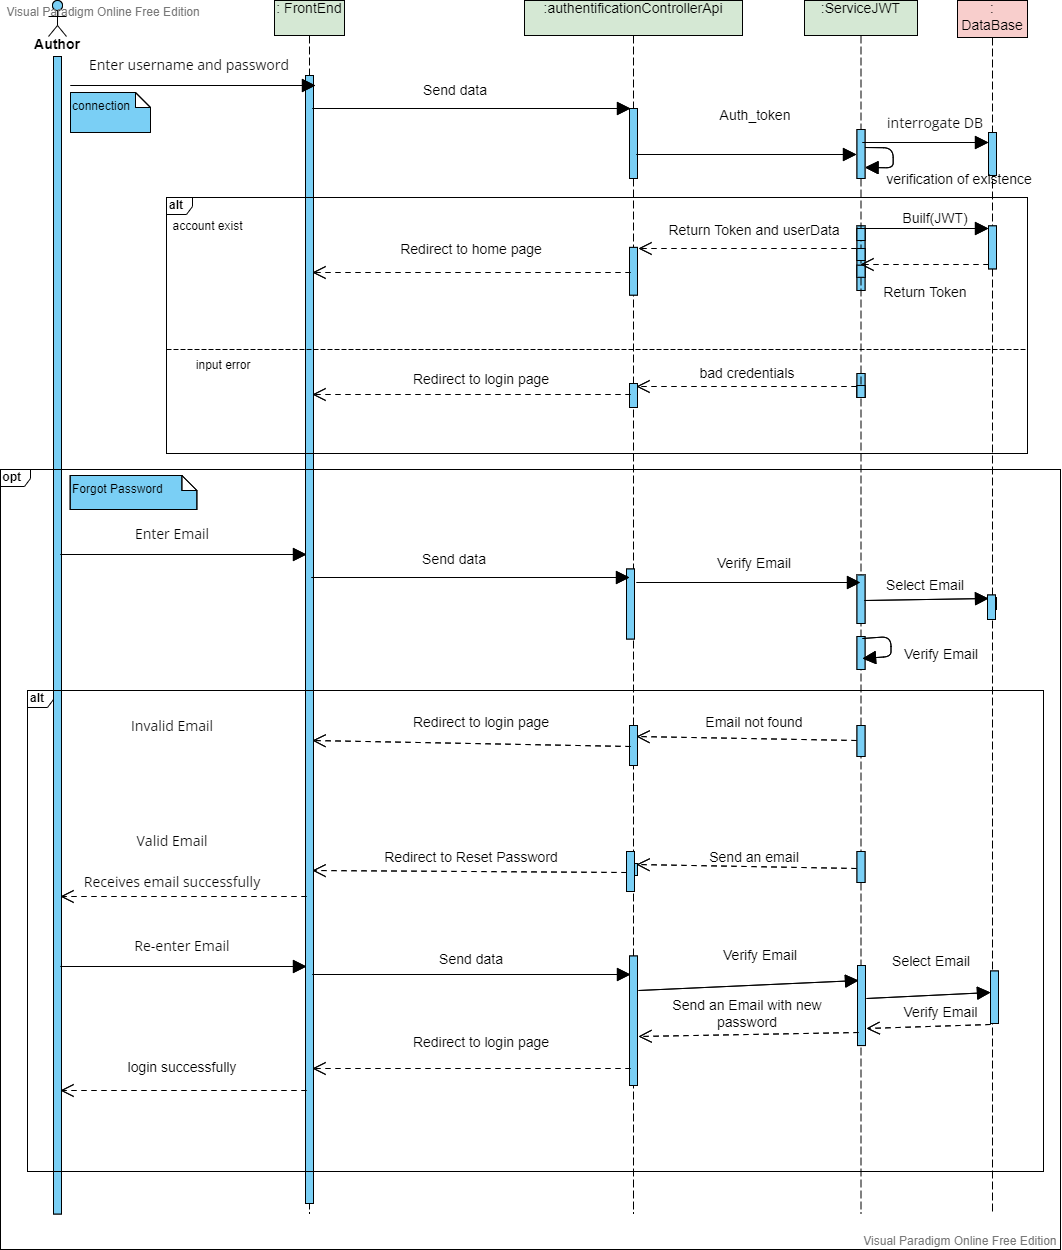 Visual Paradigm Online Free Edition
: FrontEnd
:authentificationControllerApi
:ServiceJWT
:
DataBase
Author
Enter username and password
Send data
connection
Auth_token
interrogate DB
verification of existence
alt
account exist
Builf(JWT)
Return Token and userData
Redirect to home page
Return Token
input error
bad credentials
Redirect to login page
opt
Forgot Password
Enter Email
Send data
Verify Email
Select Email
Verify Email
alt
Invalid Email
Redirect to login page
Email not found
Valid Email
Redirect to Reset Password
Send an email
Receives email successfully
Re-enter Email
Send data
Verify Email
Select Email
Send an Email with new
password
Verify Email
Redirect to login page
login successfully
Visual Paradigm Online Free Edition